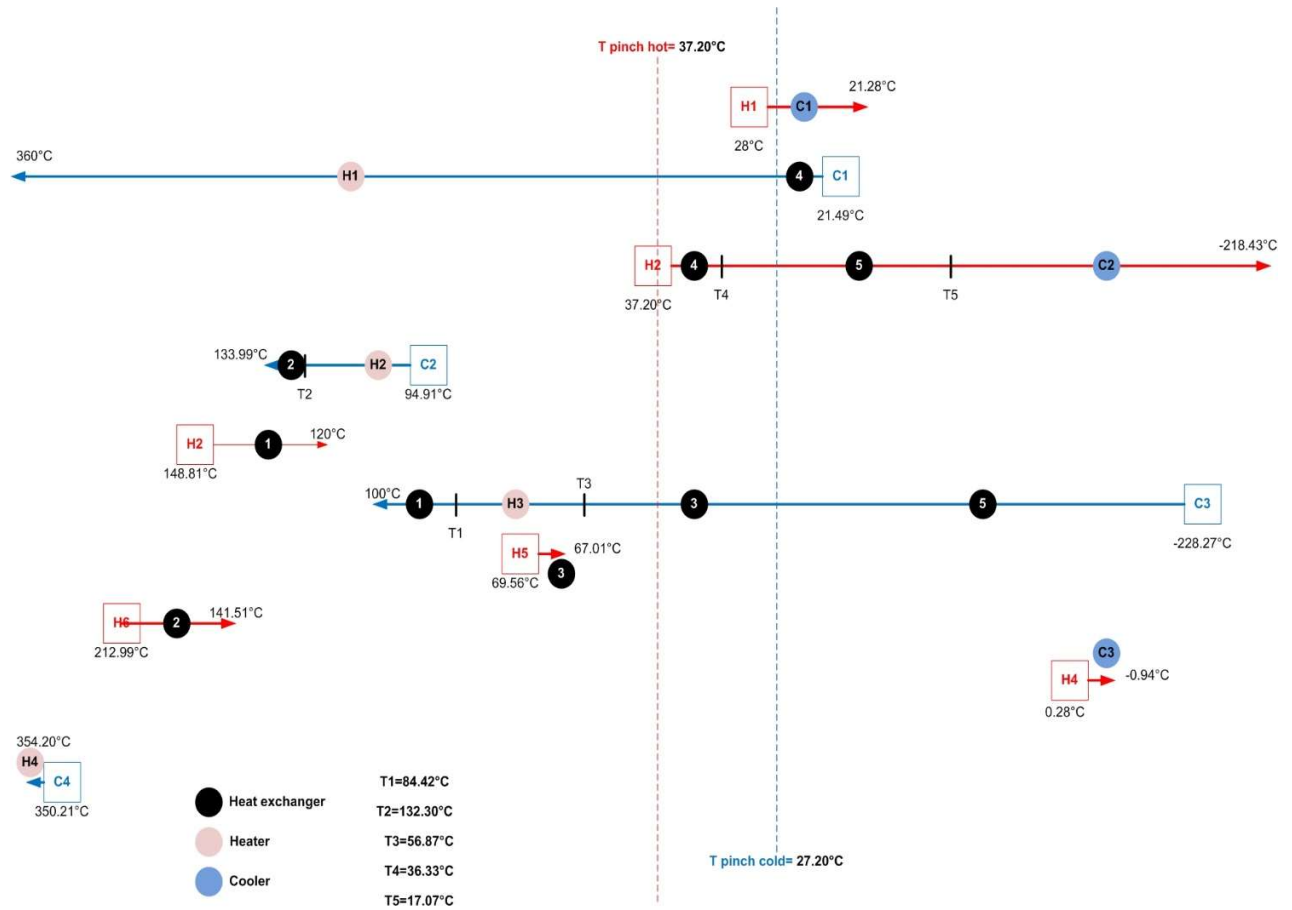 T pinch hot= 37.20°C
21.28°C
H1
C1
28°C
360°C
H1
4
C1
21.49°C
-218.43°C
H2
4
5
C2
T4
T5
37.20°C
133.99°C
2
H2
C2
T2
94.91°C
H2
1
120°C
148.81°C
T3
100°C
1
H3
3
5
C3
T1
-228.27°C
H5
67.01°C
69.56°C
3
141.51°C
H6
2
212.99°C
C3
H4
-0.94°C
0.28°C
354.20°C
H4
C4
350.21°C
Heat exchanger
Heater
Cooler
T1=84.42°C
T2=132.30°C
T3=56.87°C
T4=36.33°C
T5=17.07°C
T pinch cold= 27.20°C